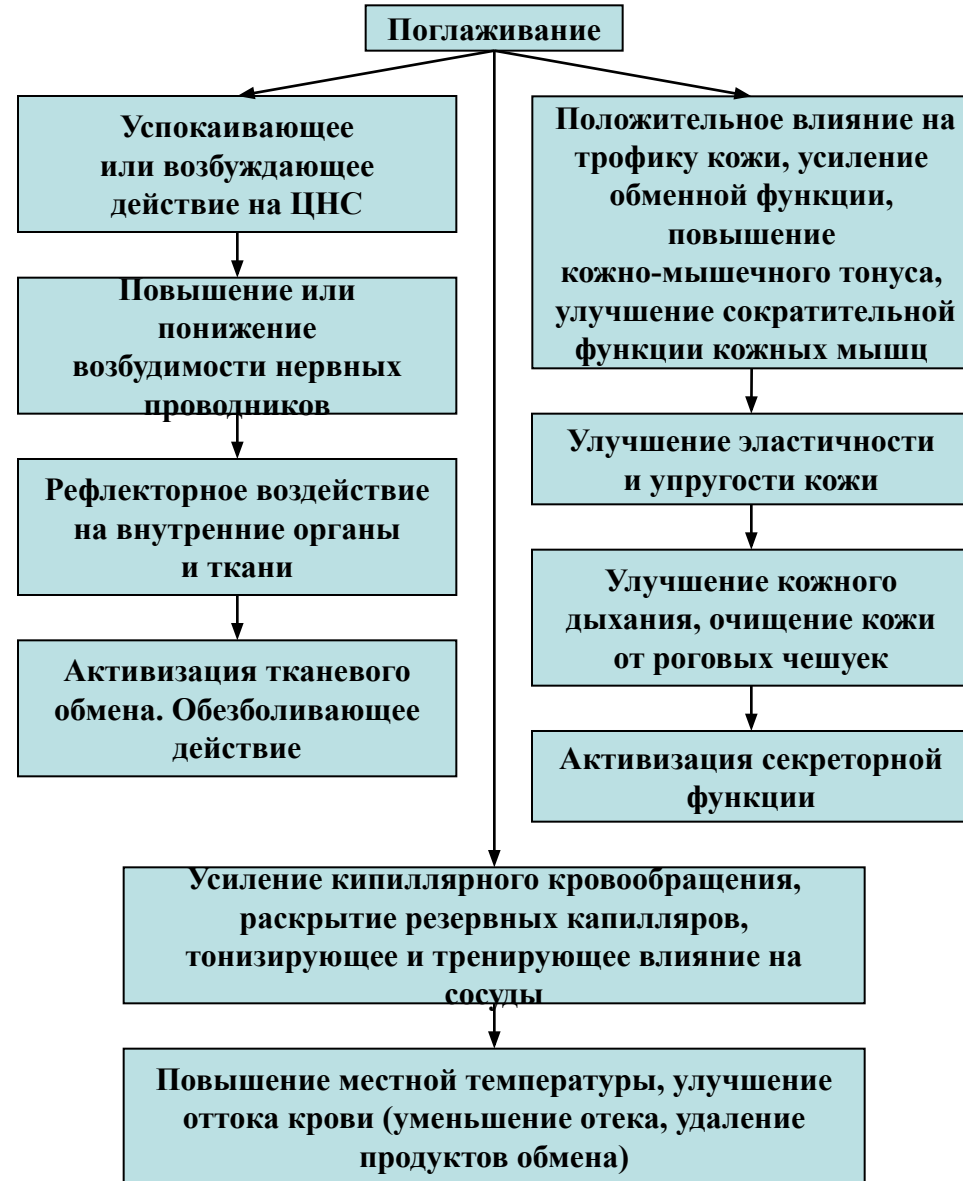 Поглаживание
Успокаивающее
или возбуждающее
действие на ЦНС
Повышение или
понижение
возбудимости нервных
проводников
Рефлекторное воздействие
на внутренние органы
и ткани
Активизация тканевого
обмена. Обезболивающее
действие
Положительное влияние на
трофику кожи, усиление
обменной функции,
повышение
кожно-мышечного тонуса,
улучшение сократительной
функции кожных мышц
Улучшение эластичности
и упругости кожи
Улучшение кожного
дыхания, очищение кожи
от роговых чешуек
Активизация секреторной
функции
Усиление кипиллярного кровообращения,
раскрытие резервных капилляров,
тонизирующее и тренирующее влияние на
сосуды
Повышение местной температуры, улучшение
оттока крови (уменьшение отека, удаление
продуктов обмена)